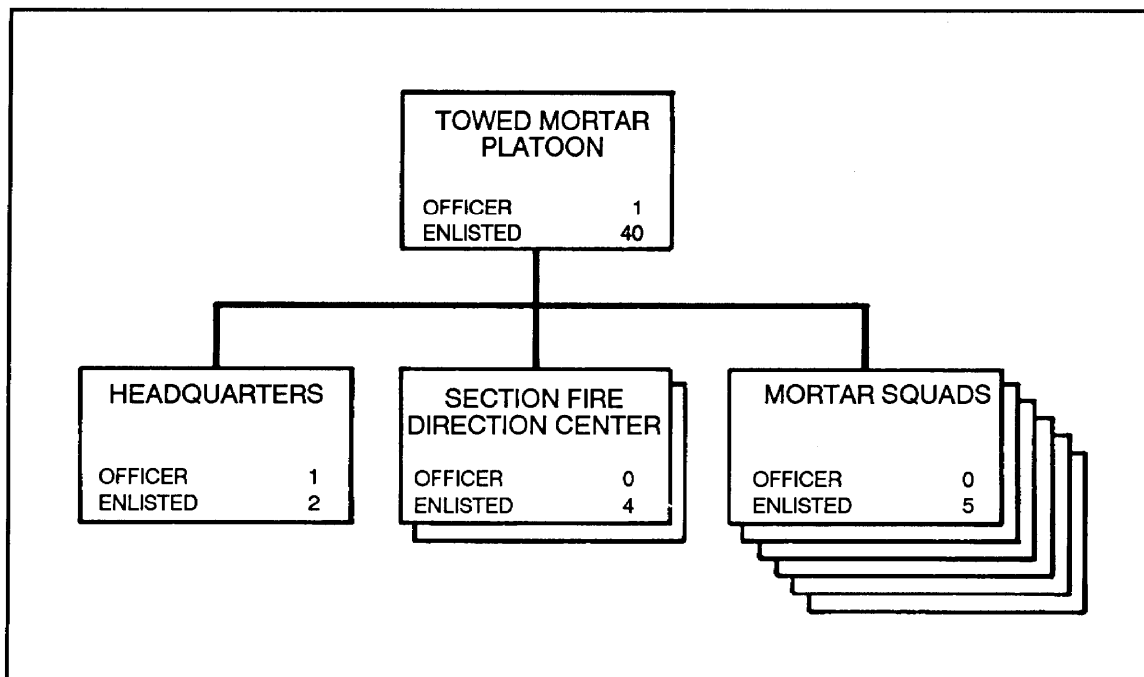 TOWED MORTAR
PLATOON
OFFICER 1
ENLISTED 40
HEADQUARTERS
OFFICER 1
ENLISTED 2
SECTION FIRE
DIRECTION CENTER
OFFICER 0
ENLISTED 4
MORTAR SQUADS
OFFICER 0
ENLISTED 5